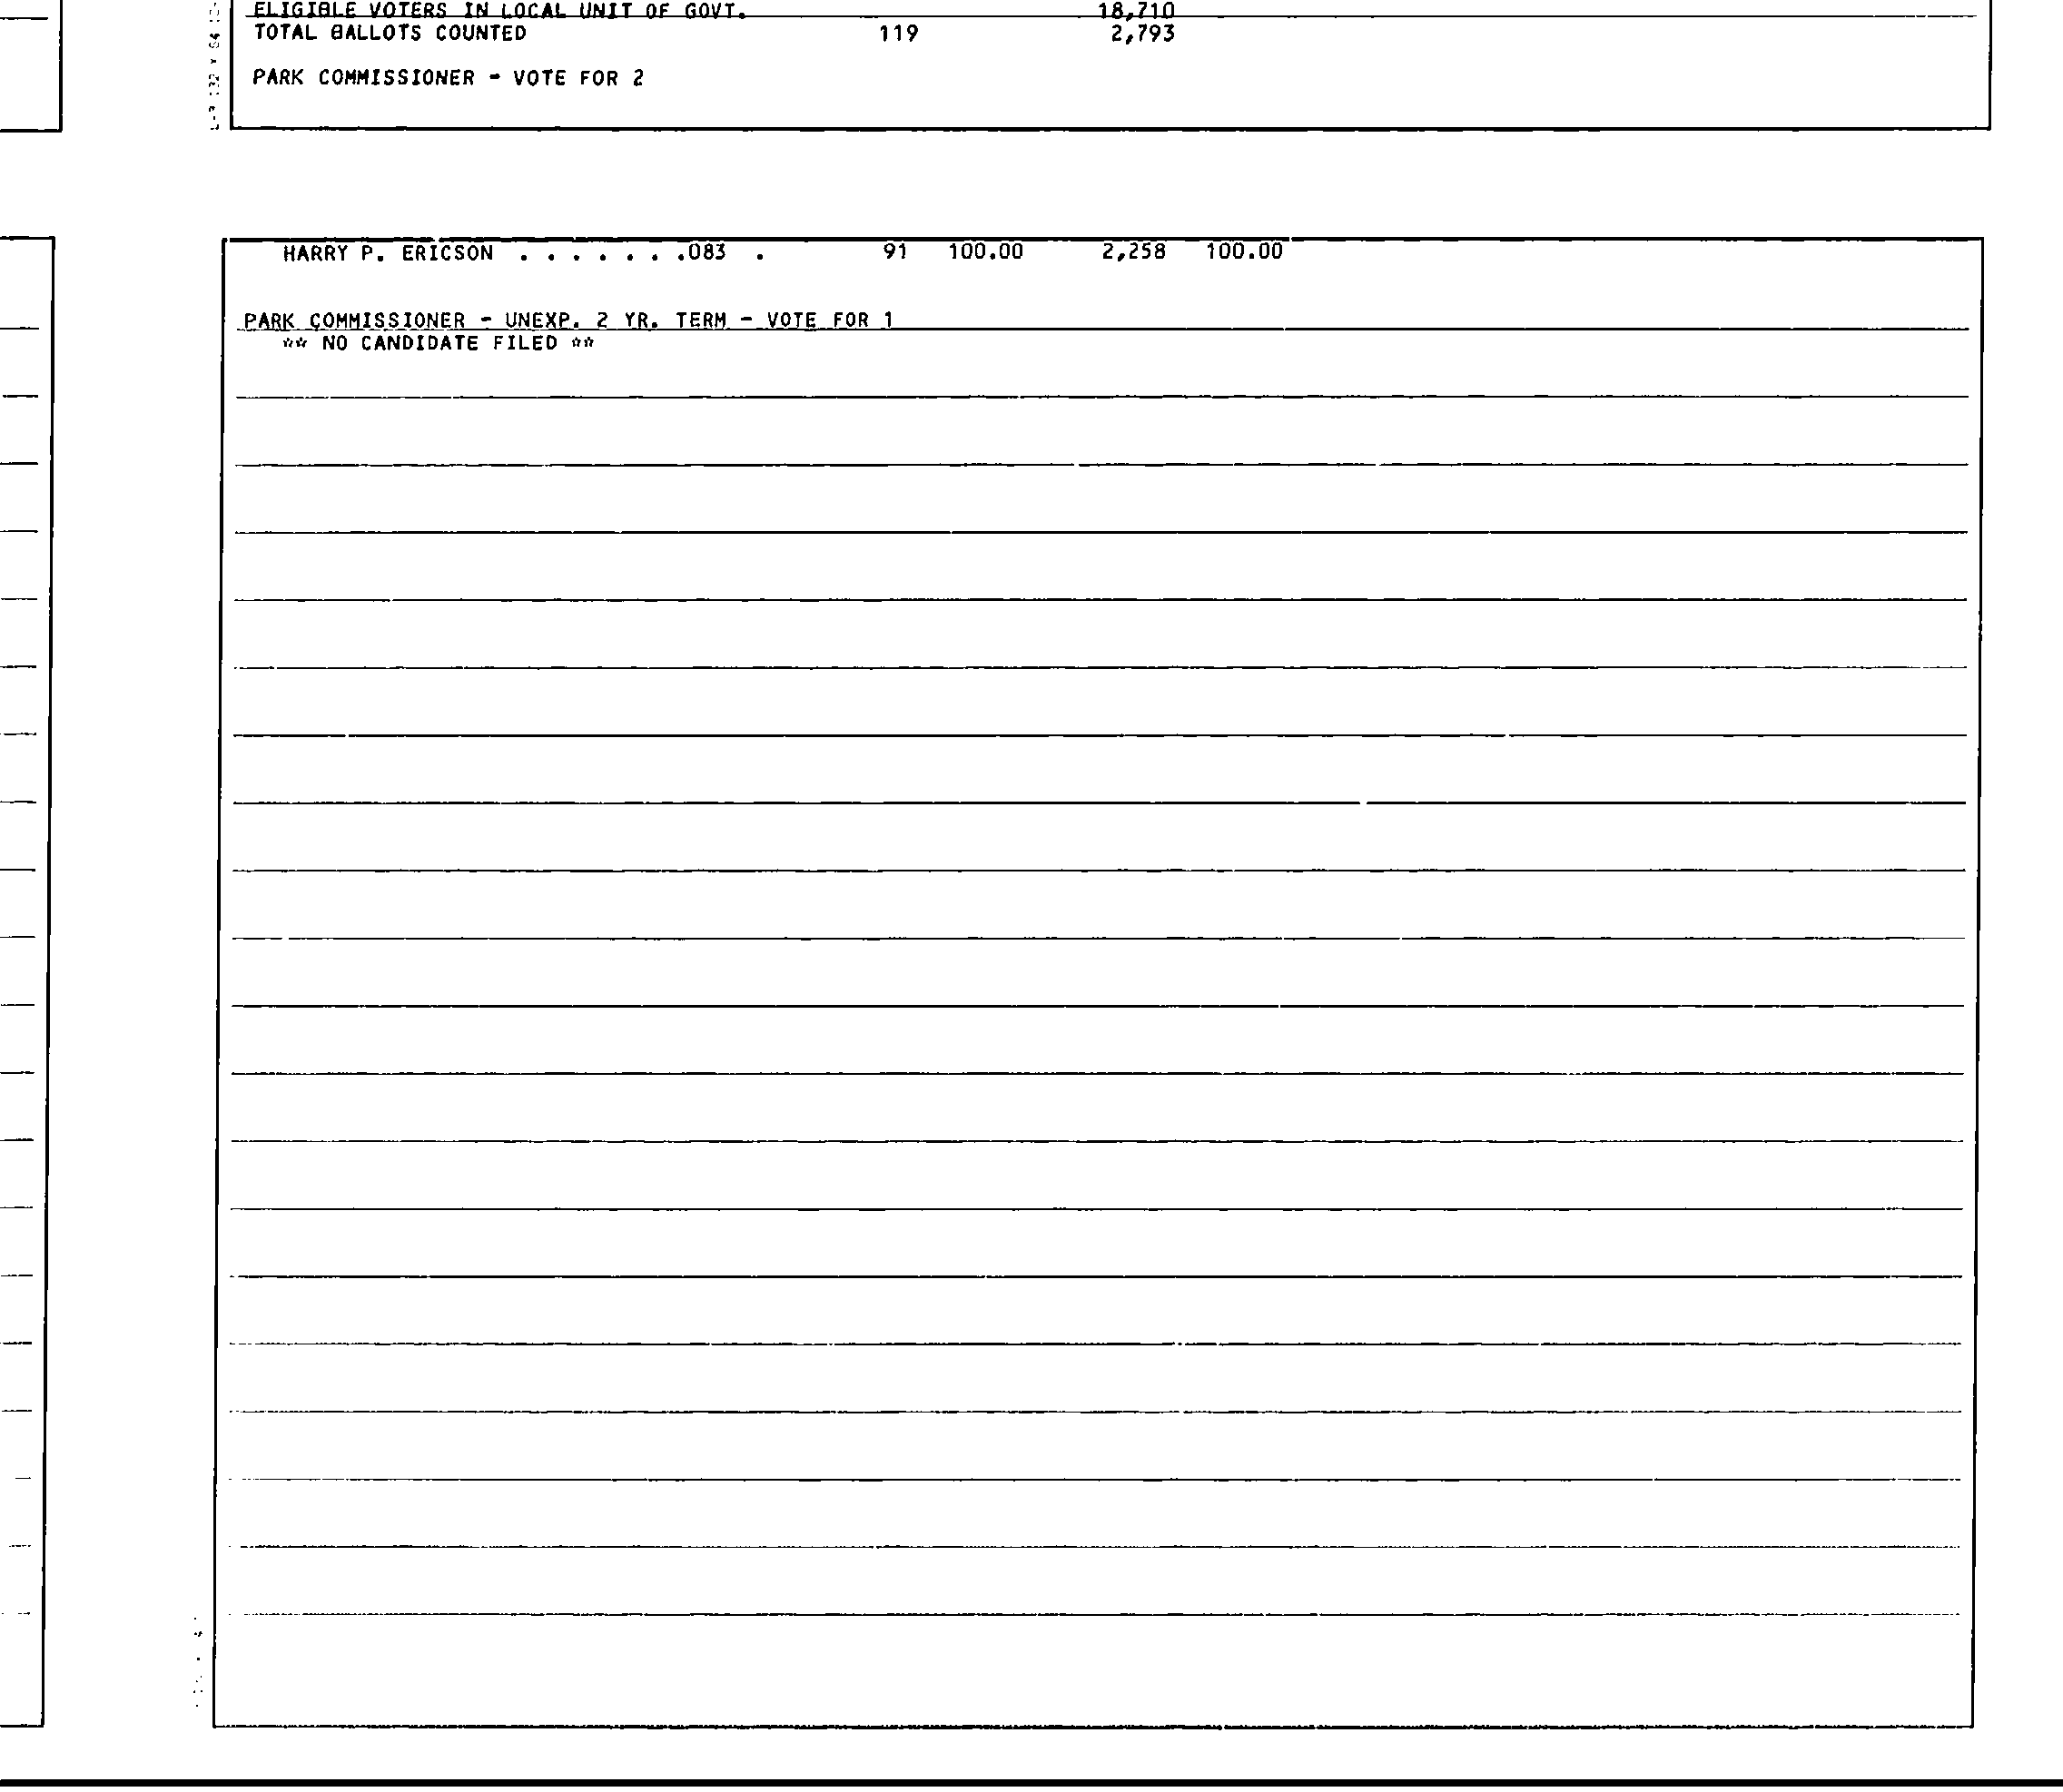 ELIGIBLE VOTERS IN LOCAL UNIT OF GOVT. 18,710
TOTAL BALLOTS COUNTED 119 2,793
PARK COMMISSIONER - VOTE FOR 2
HARRY P. ERICSON . . . . . . .083 . 91 100.00 2,258 100.00
PARK COMMISSIONER - UNEXP. 2 YR. TERM - VOTE FOR 1
** NO CANDIDATE FILED **